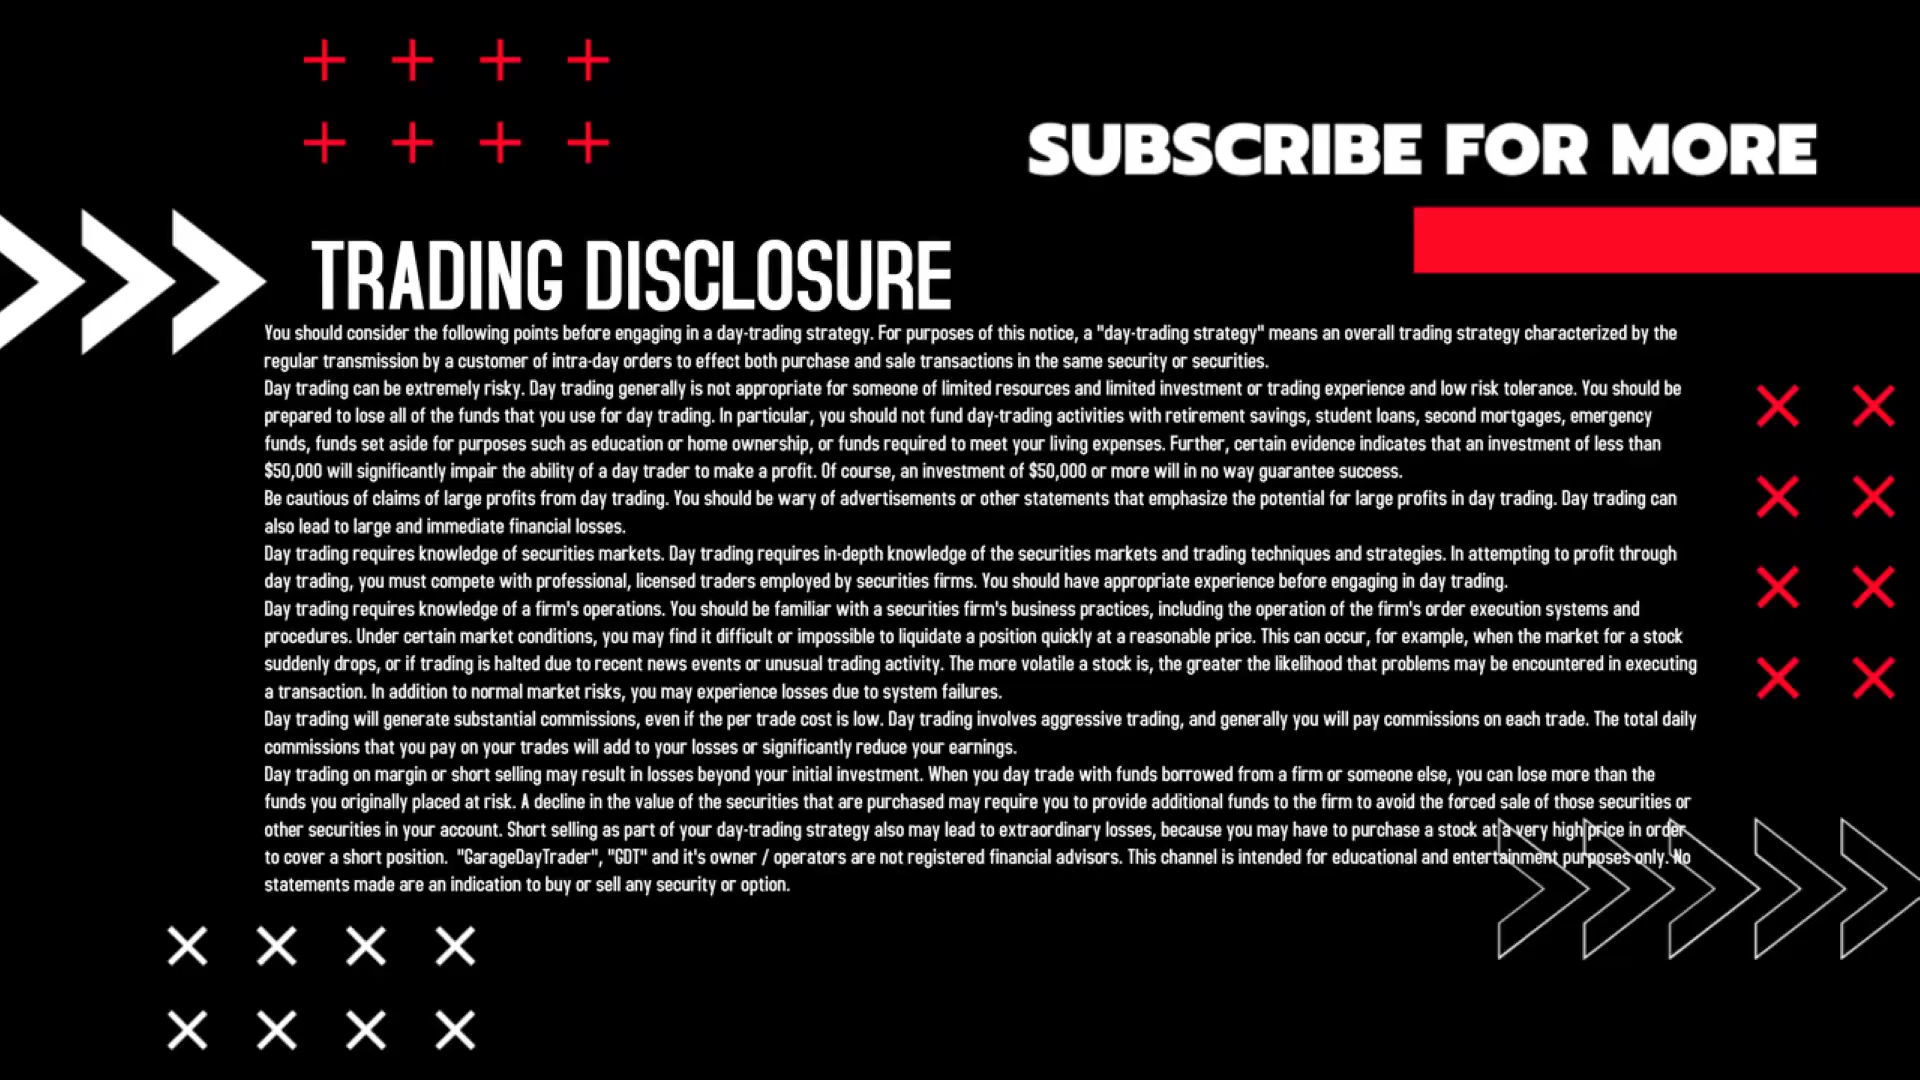 SUBSCRIBE FOR MORE
TRADING DISCLOSURE
You should consider the following points before engaging in a day-trading strategy. For purposes of this notice, a "day-trading strategy" means an overall trading strategy characterized by the
regular transmission by a customer of intra-day orders to effect both purchase and sale transactions in the same security or securities.
Day trading can be extremely risky. Day trading generally is not appropriate for someone of limited resources and limited investment or trading experience and low risk tolerance. You should be
prepared to lose all of the funds that you use for day trading. In particular, you should not fund day-trading activities with retirement savings, student loans, second mortgages, emergency
funds, funds set aside for purposes such as education or home ownership, or funds required to meet your living expenses. Further, certain evidence indicates that an investment of less than
$50,000 will significantly impair the ability of a day trader to make a profit. Of course, an investment of $50,000 or more will in no way guarantee success.
Be cautious of claims of large profits from day trading. You should be wary of advertisements or other statements that emphasize the potential for large profits in day trading. Day trading can
also lead to large and immediate financial losses.
Day trading requires knowledge of securities markets. Day trading requires in-depth knowledge of the securities markets and trading techniques and strategies. In attempting to profit through
day trading, you must compete with professional, licensed traders employed by securities firms. You should have appropriate experience before engaging in day trading.
Day trading requires knowledge of a firm's operations. You should be familiar with a securities firm's business practices, including the operation of the firm's order execution systems and
procedures. Under certain market conditions, you may find it difficult or impossible to liquidate a position quickly at a reasonable price. This can occur, for example, when the market for a stock
suddenly drops, or if trading is halted due to recent news events or unusual trading activity. The more volatile a stock is, the greater the likelihood that problems may be encountered in executing
a transaction. In addition to normal market risks, you may experience losses due to system failures.
Day trading will generate substantial commissions, even if the per trade cost is low. Day trading involves aggressive trading, and generally you will pay commissions on each trade. The total daily
commissions that you pay on your trades will add to your losses or significantly reduce your earnings.
Day trading on margin or short selling may result in losses beyond your initial investment. When you day trade with funds borrowed from a firm or someone else, you can lose more than the
funds you originally placed at risk. A decline in the value of the securities that are purchased may require you to provide additional funds to the firm to avoid the forced sale of those securities or
other securities in your account. Short selling as part of your day-trading strategy also may lead to extraordinary losses, because you may have to purchase a stock at a very high price in order
to cover a short position. "GarageDayTrader", "GDT" and it's owner / operators are not registered financial advisors. This channel is intended for educational and entertainment purposes only. No
statements made are an indication to buy or sell any security or option.